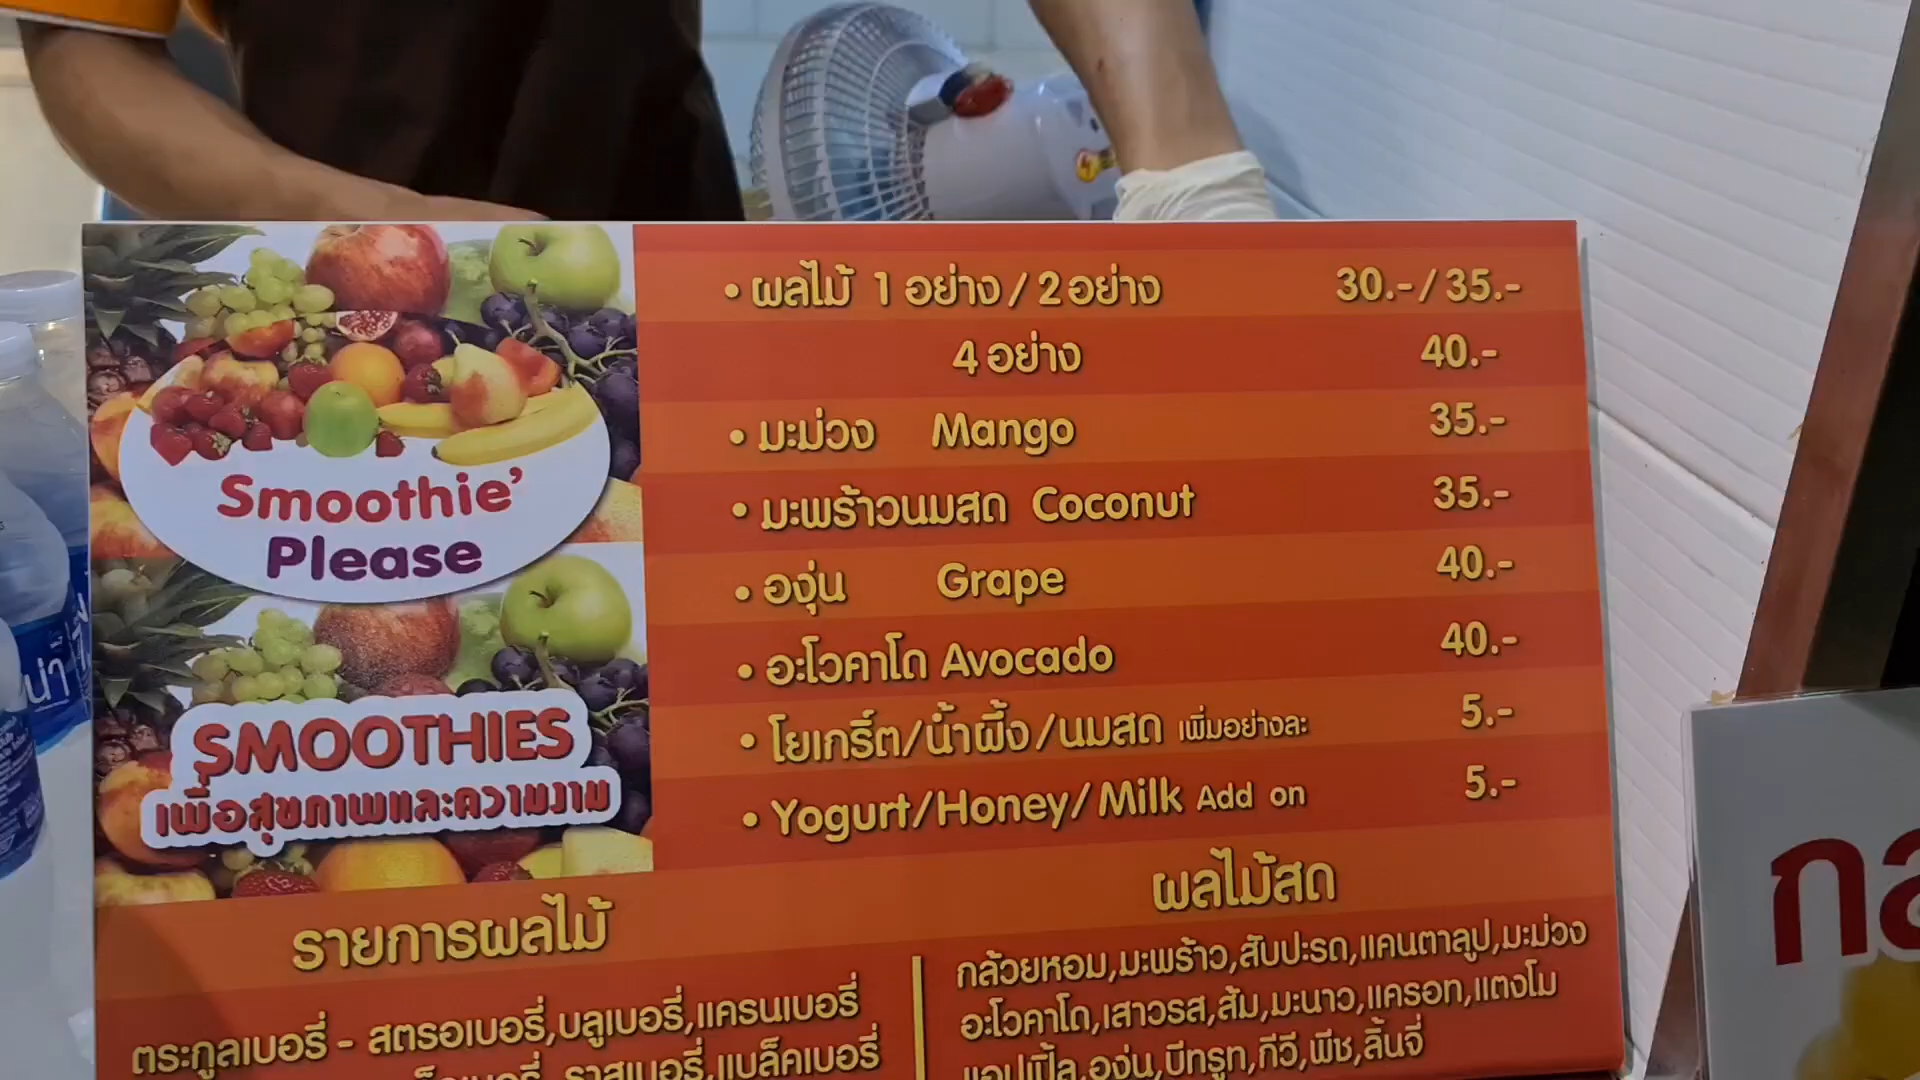 • ผลไม้ 1 อย่าง / 2 อย่าง 30.-/35.-
4 อย่าง 40.-
• มะม่วง Mango 35.-
• มะพร้าวนมสด Coconut 35.-
• องุ่น Grape 40.-
• อะโวคาโด Avocado 40.-
• โยเกริ์ต/น้ำผึ้ง/นมสด เพิ่มอย่างละ 5.-
• Yogurt/Honey/Milk Add on 5.-
Smoothie'
Please
SMOOTHIES
เพื่อสุขภาพและความงาม
รายการผลไม้
ตระกูลเบอรี่ - สตรอเบอรี่,บลูเบอรี่,แครนเบอรี่
ราสเบอรี่,แบล็คเบอรี่
ผลไม้สด
กล้วยหอม,มะพร้าว,สับปะรด,แคนตาลูป,มะม่วง
อะโวคาโด,เสาวรส,ส้ม,มะนาว,แครอท,แตงโม
แอปเปิ้ล,องุ่น,บีทรูท,กีวี,พีช,ลิ้นจี่